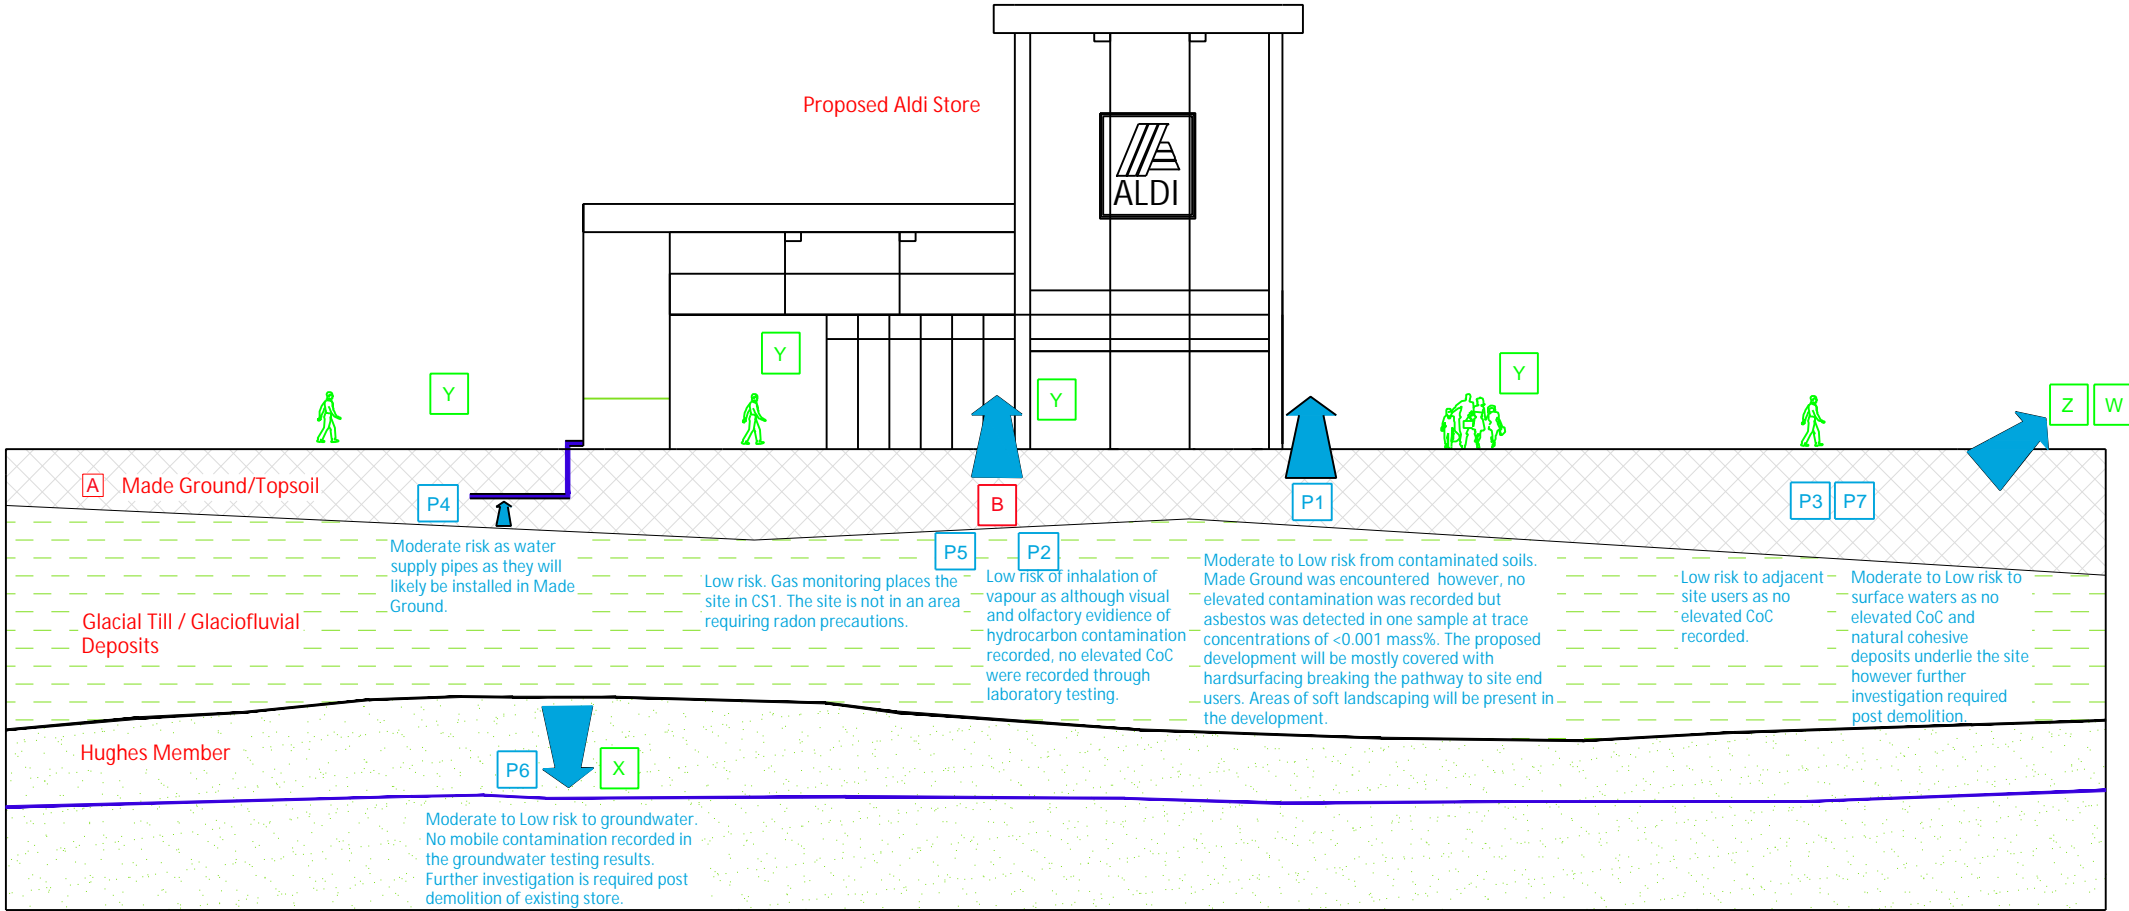 Proposed Aldi Store
ALDI
Y
Y
Y
Y
Z
W
A
Made Ground/Topsoil
P4
B
P1
P3
P7
P5
P2
Moderate risk as water
supply pipes as they will
likely be installed in Made
Ground.
Low risk. Gas monitoring places the
site in CS1. The site is not in an area
requiring radon precautions.
Low risk of inhalation of
vapour as although visual
and olfactory evidence of
hydrocarbon contamination
recorded, no elevated CoC
were recorded through
laboratory testing.
Moderate to Low risk from contaminated soils.
Made Ground was encountered however, no
elevated contamination was recorded but
asbestos was detected in one sample at trace
concentrations of <0.001 mass%. The proposed
development will be mostly covered with
hardsurfacing breaking the pathway to site end
users. Areas of soft landscaping will be present in
the development.
Low risk to adjacent
site users as no
elevated CoC
recorded.
Moderate to Low risk to
surface waters as no
elevated CoC and
natural cohesive
deposits underlie the site
however further
investigation required
post demolition.
Glacial Till / Glaciofluvial
Deposits
Hughes Member
P6
X
Moderate to Low risk to groundwater.
No mobile contamination recorded in
the groundwater testing results.
Further investigation is required post
demolition of existing store.